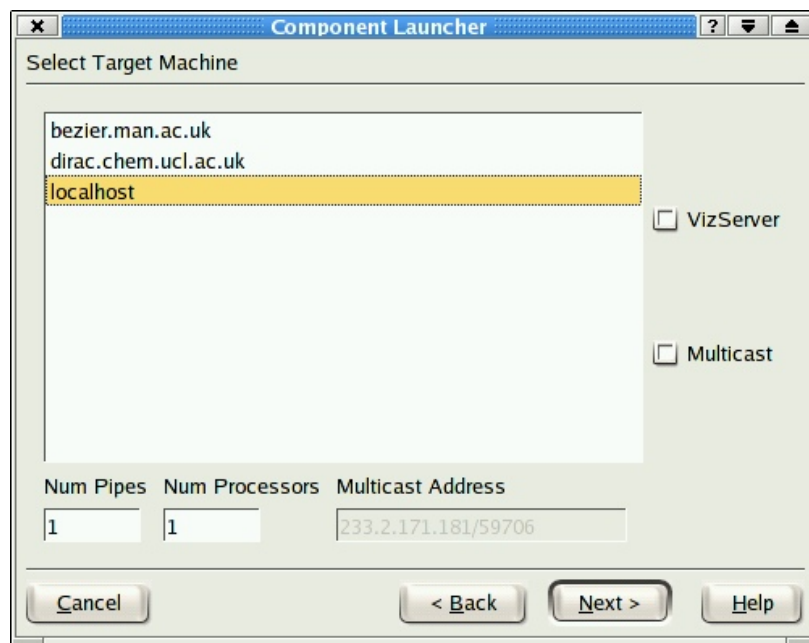 Component Launcher
?
Select Target Machine
bezier.man.ac.uk
dirac.chem.ucl.ac.uk
localhost
VizServer
Multicast
Num Pipes Num Processors Multicast Address
1 1 233.2.171.181/59706
Cancel < Back Next > Help